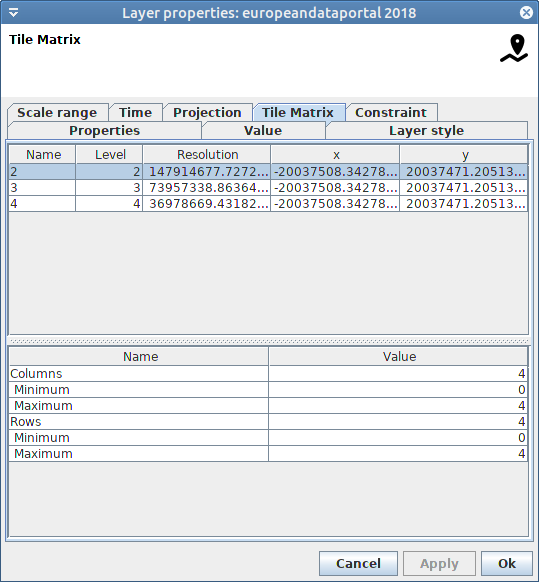 Layer properties: europeandataportal 2018
Tile Matrix
Scale range Time Projection Tile Matrix Constraint
Properties Value Layer style
Name Level Resolution x y
2 2 147914677.7272... -20037508.34278... 20037471.20513...
3 3 73957338.86364... -20037508.34278... 20037471.20513...
4 4 36978669.43182... -20037508.34278... 20037471.20513...
Name Value
Columns 4
Minimum 0
Maximum 4
Rows 4
Minimum 0
Maximum 4
Cancel Apply Ok